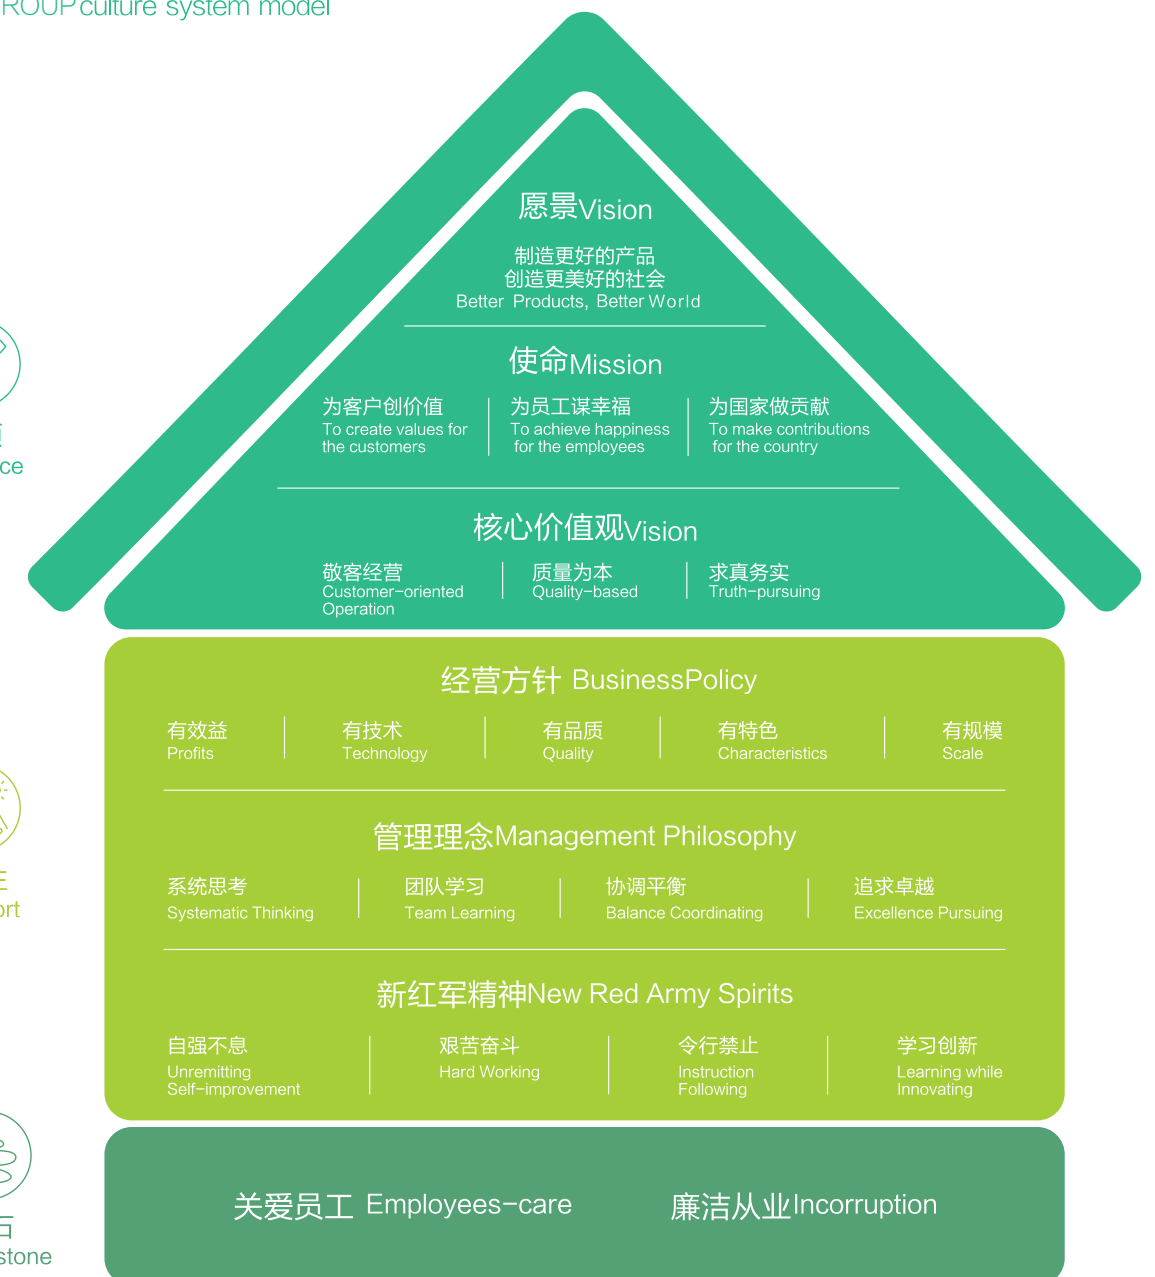 ROUP culture system model
愿景Vision
制造更好的产品
创造更美好的社会
Better Products, Better World
使命Mission
为客户创价值
To create values for
the customers
为员工谋幸福
To achieve happiness
for the employees
为国家做贡献
To make contributions
for the country
核心价值观Vision
敬客经营
Customer-oriented
Operation
质量为本
Quality-based
求真务实
Truth-pursuing
经营方针 BusinessPolicy
有效益
Profits
有技术
Technology
有品质
Quality
有特色
Characteristics
有规模
Scale
管理理念Management Philosophy
系统思考
Systematic Thinking
团队学习
Team Learning
协调平衡
Balance Coordinating
追求卓越
Excellence Pursuing
新红军精神New Red Army Spirits
自强不息
Unremitting
Self-improvement
艰苦奋斗
Hard Working
令行禁止
Instruction
Following
学习创新
Learning while
Innovating
关爱员工 Employees-care
廉洁从业Incorruption
ce
ort
石
stone